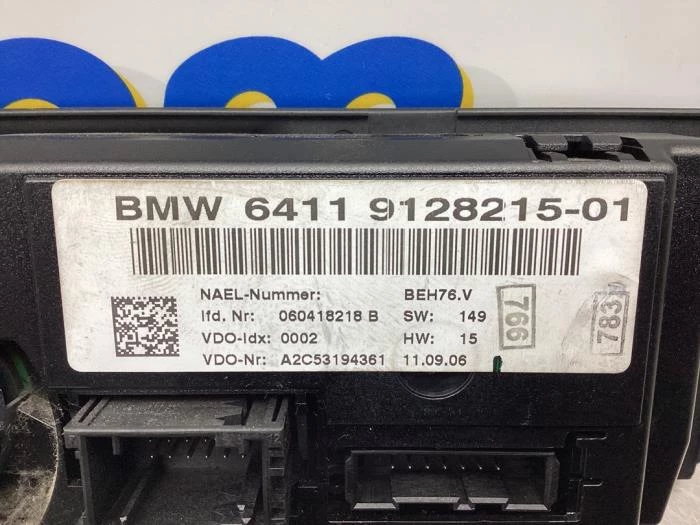 BMW 6411 9128215-01
NAEL-Nummer: BEH76.V
lfd. Nr: 060418218 B SW: 149
VDO-Idx: 0002 HW: 15
VDO-Nr: A2C53194361 11.09.06
766
783